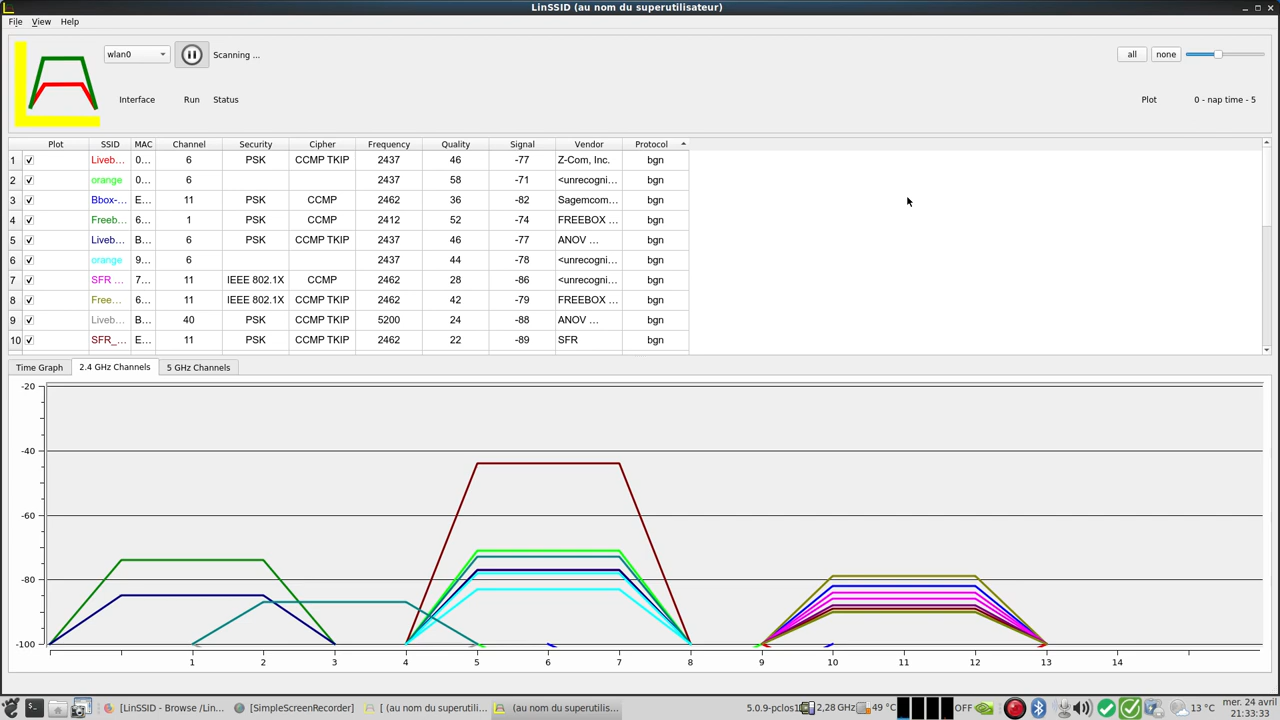 LinSSID (au nom du superutilisateur)
File View Help
wlan0 Scanning ... all none
Interface Run Status Plot 0 - nap time - 5
Plot SSID MAC Channel Security Cipher Frequency Quality Signal Vendor Protocol
1 Liveb... 0... 6 PSK CCMP TKIP 2437 46 -77 Z-Com, Inc. bgn
2 orange 0... 6 2437 58 -71 <unrecogni... bgn
3 Bbox-... E... 11 PSK CCMP 2462 36 -82 Sagemcom... bgn
4 Freeb... 6... 1 PSK CCMP 2412 52 -74 FREEBOX ... bgn
5 Liveb... B... 6 PSK CCMP TKIP 2437 46 -77 ANOV ... bgn
6 orange 9... 6 2437 44 -78 <unrecogni... bgn
7 SFR ... 7... 11 IEEE 802.1X CCMP 2462 28 -86 <unrecogni... bgn
8 Free... 6... 11 IEEE 802.1X CCMP TKIP 2462 42 -79 FREEBOX ... bgn
9 Liveb... B... 40 PSK CCMP TKIP 5200 24 -88 ANOV ... bgn
10 SFR_... E... 11 PSK CCMP TKIP 2462 22 -89 SFR bgn
Time Graph 2.4 GHz Channels 5 GHz Channels
-20
-40
-60
-80
-100
1 2 3 4 5 6 7 8 9 10 11 12 13 14
[LinSSID - Browse /Lin... [SimpleScreenRecorder] [ (au nom du superutili... (au nom du superutilis... 5.0.9-pclos1 2,28 GHz 49 °C OFF 13 °C mer. 24 avril
21:33:33